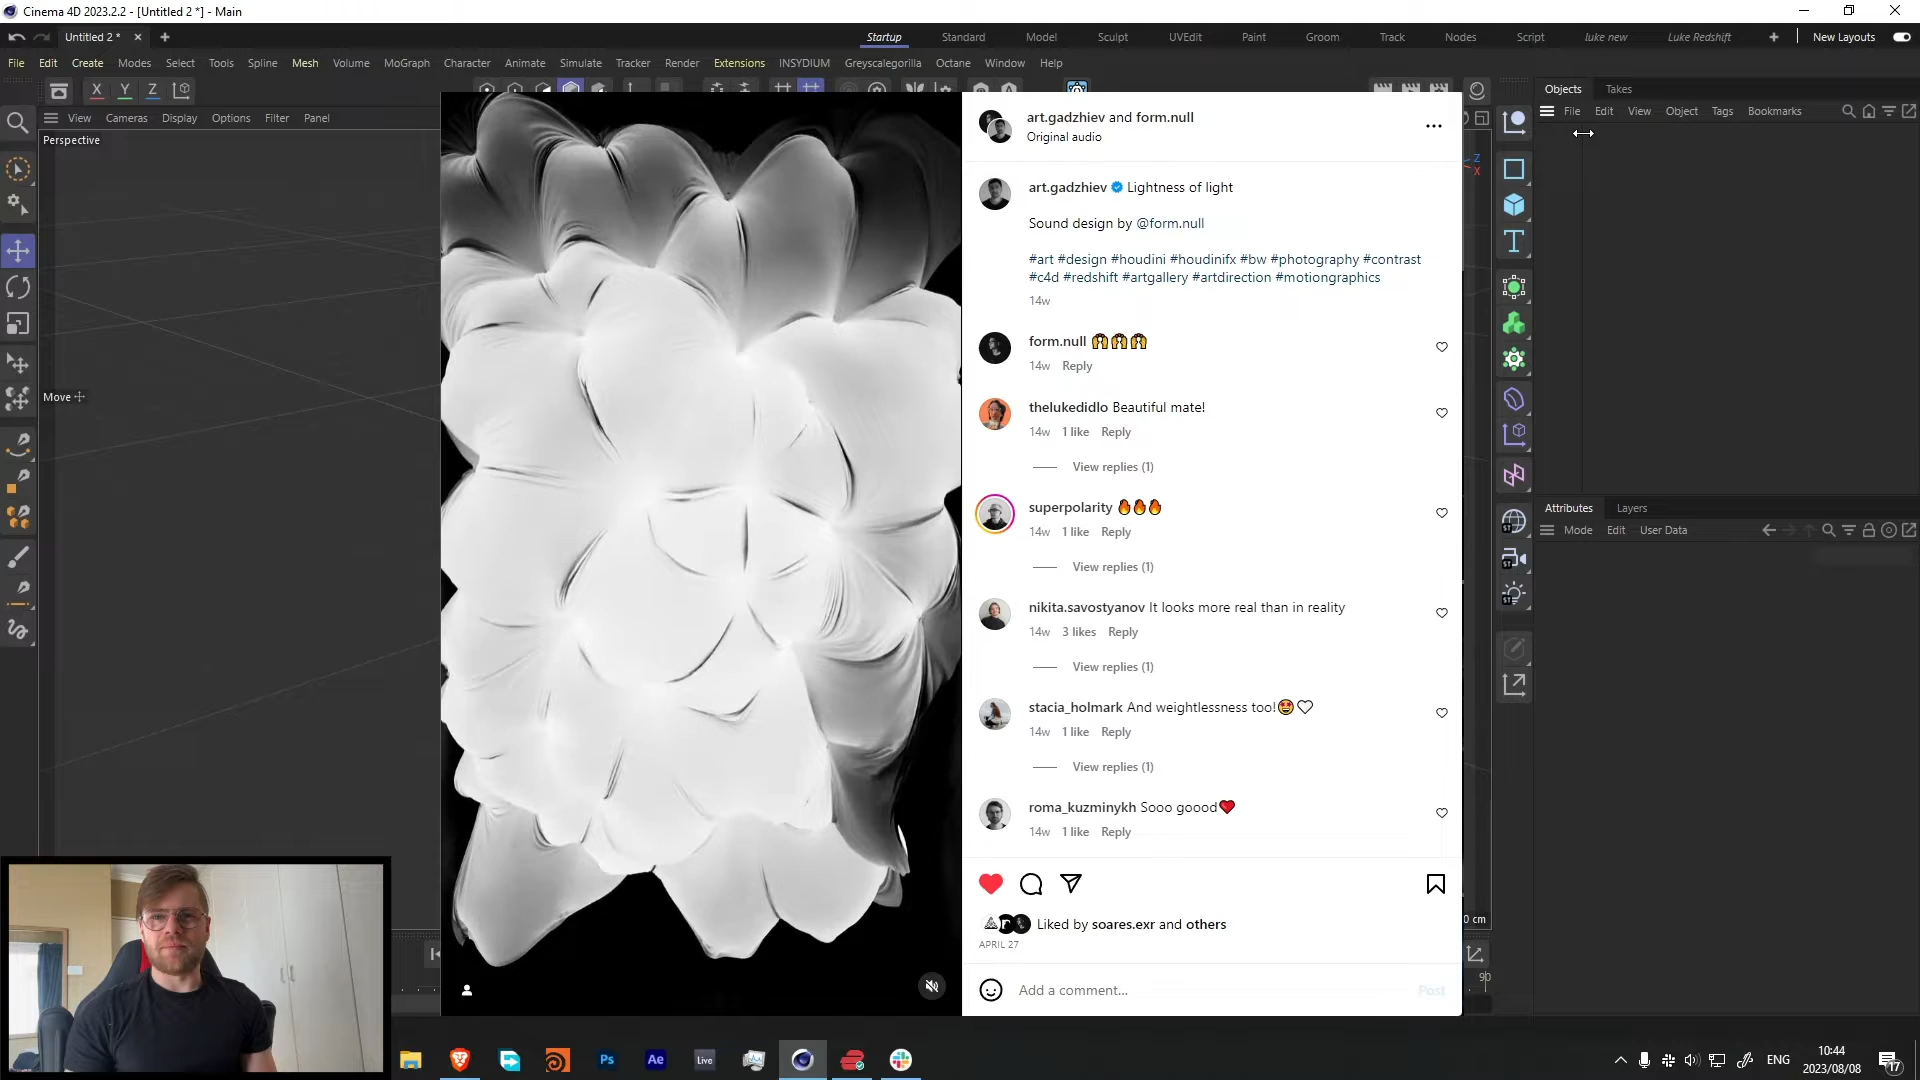 Cinema 4D 2023.2.2 - [Untitled 2 *] - Main
Untitled 2 *
Startup Standard Model Sculpt UVEdit Paint Groom Track Nodes Script luke new Luke Redshift New Layouts
File Edit Create Modes Select Tools Spline Mesh Volume MoGraph Character Animate Simulate Tracker Render Extensions INSYDIUM Greyscalegorilla Octane Window Help
X Y Z
Objects Takes
File Edit View Object Tags Bookmarks
View Cameras Display Options Filter Panel
Perspective
Z
X
Move
art.gadzhiev and form.null
Original audio
art.gadzhiev Lightness of light
Sound design by @form.null
#art #design #houdini #houdinifx #bw #photography #contrast
#c4d #redshift #artgallery #artdirection #motiongraphics
14w
form.null 🙌🙌🙌
14w Reply
thelukedidlo Beautiful mate!
14w 1 like Reply
View replies (1)
superpolarity 🔥🔥🔥
14w 1 like Reply
View replies (1)
nikita.savostyanov It looks more real than in reality
14w 3 likes Reply
View replies (1)
stacia_holmark And weightlessness too!🤩🤍
14w 1 like Reply
View replies (1)
roma_kuzminykh Sooo goood❤️
14w 1 like Reply
Liked by soares.exr and others
APRIL 27
Add a comment...
Post
Attributes Layers
Mode Edit User Data
ST
ST
ST
0 cm
90
Ps Ae Live
ENG
10:44
2023/08/08
17